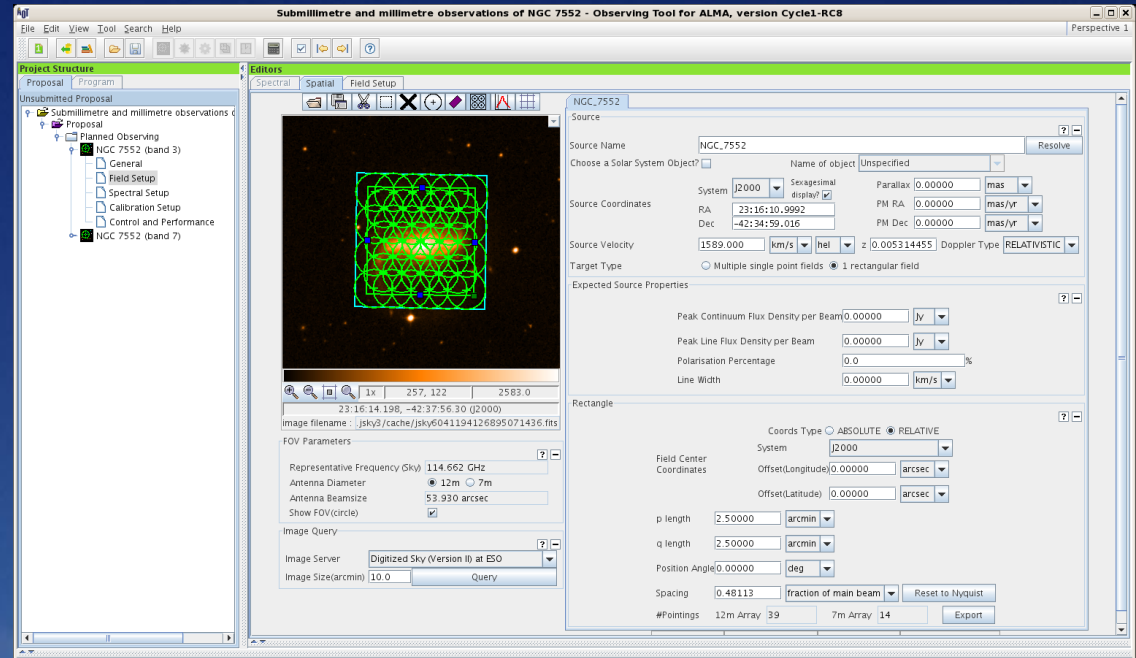 Submillimetre and millimetre observations of NGC 7552 - Observing Tool for ALMA, version Cycle1-RC8
File Edit View Tool Search Help
Perspective 1
Project Structure
Proposal Program
Unsubmitted Proposal
Submillimetre and millimetre observations o
Proposal
Planned Observing
NGC 7552 (band 3)
General
Field Setup
Spectral Setup
Calibration Setup
Control and Performance
NGC 7552 (band 7)
Editors
Spectral Spatial Field Setup
1x 257, 122 2583.0
23:16:14.198, -42:37:56.30 (J2000)
image filename : .jsky3/cache/jsky6041194126895071436.fits
FOV Parameters
?
Representative Frequency (Sky) 114.662 GHz
Antenna Diameter 12m 7m
Antenna Beamsize 53.930 arcsec
Show FOV(circle)
Image Query
?
Image Server Digitized Sky (Version II) at ESO
Image Size(arcmin) 10.0 Query
NGC_7552
Source
?
Source Name NGC_7552 Resolve
Choose a Solar System Object? Name of object Unspecified
Source Coordinates
System J2000 Sexagesimal display?
RA 23:16:10.9992
Dec -42:34:59.016
Parallax 0.00000 mas
PM RA 0.00000 mas/yr
PM Dec 0.00000 mas/yr
Source Velocity 1589.000 km/s hel z 0.005314455 Doppler Type RELATIVISTIC
Target Type Multiple single point fields 1 rectangular field
Expected Source Properties
?
Peak Continuum Flux Density per Beam 0.00000 Jy
Peak Line Flux Density per Beam 0.00000 Jy
Polarisation Percentage 0.0 %
Line Width 0.00000 km/s
Rectangle
?
Coords Type ABSOLUTE RELATIVE
Field Center Coordinates
System J2000
Offset(Longitude) 0.00000 arcsec
Offset(Latitude) 0.00000 arcsec
p length 2.50000 arcmin
q length 2.50000 arcmin
Position Angle 0.00000 deg
Spacing 0.48113 fraction of main beam Reset to Nyquist
#Pointings 12m Array 39 7m Array 14 Export